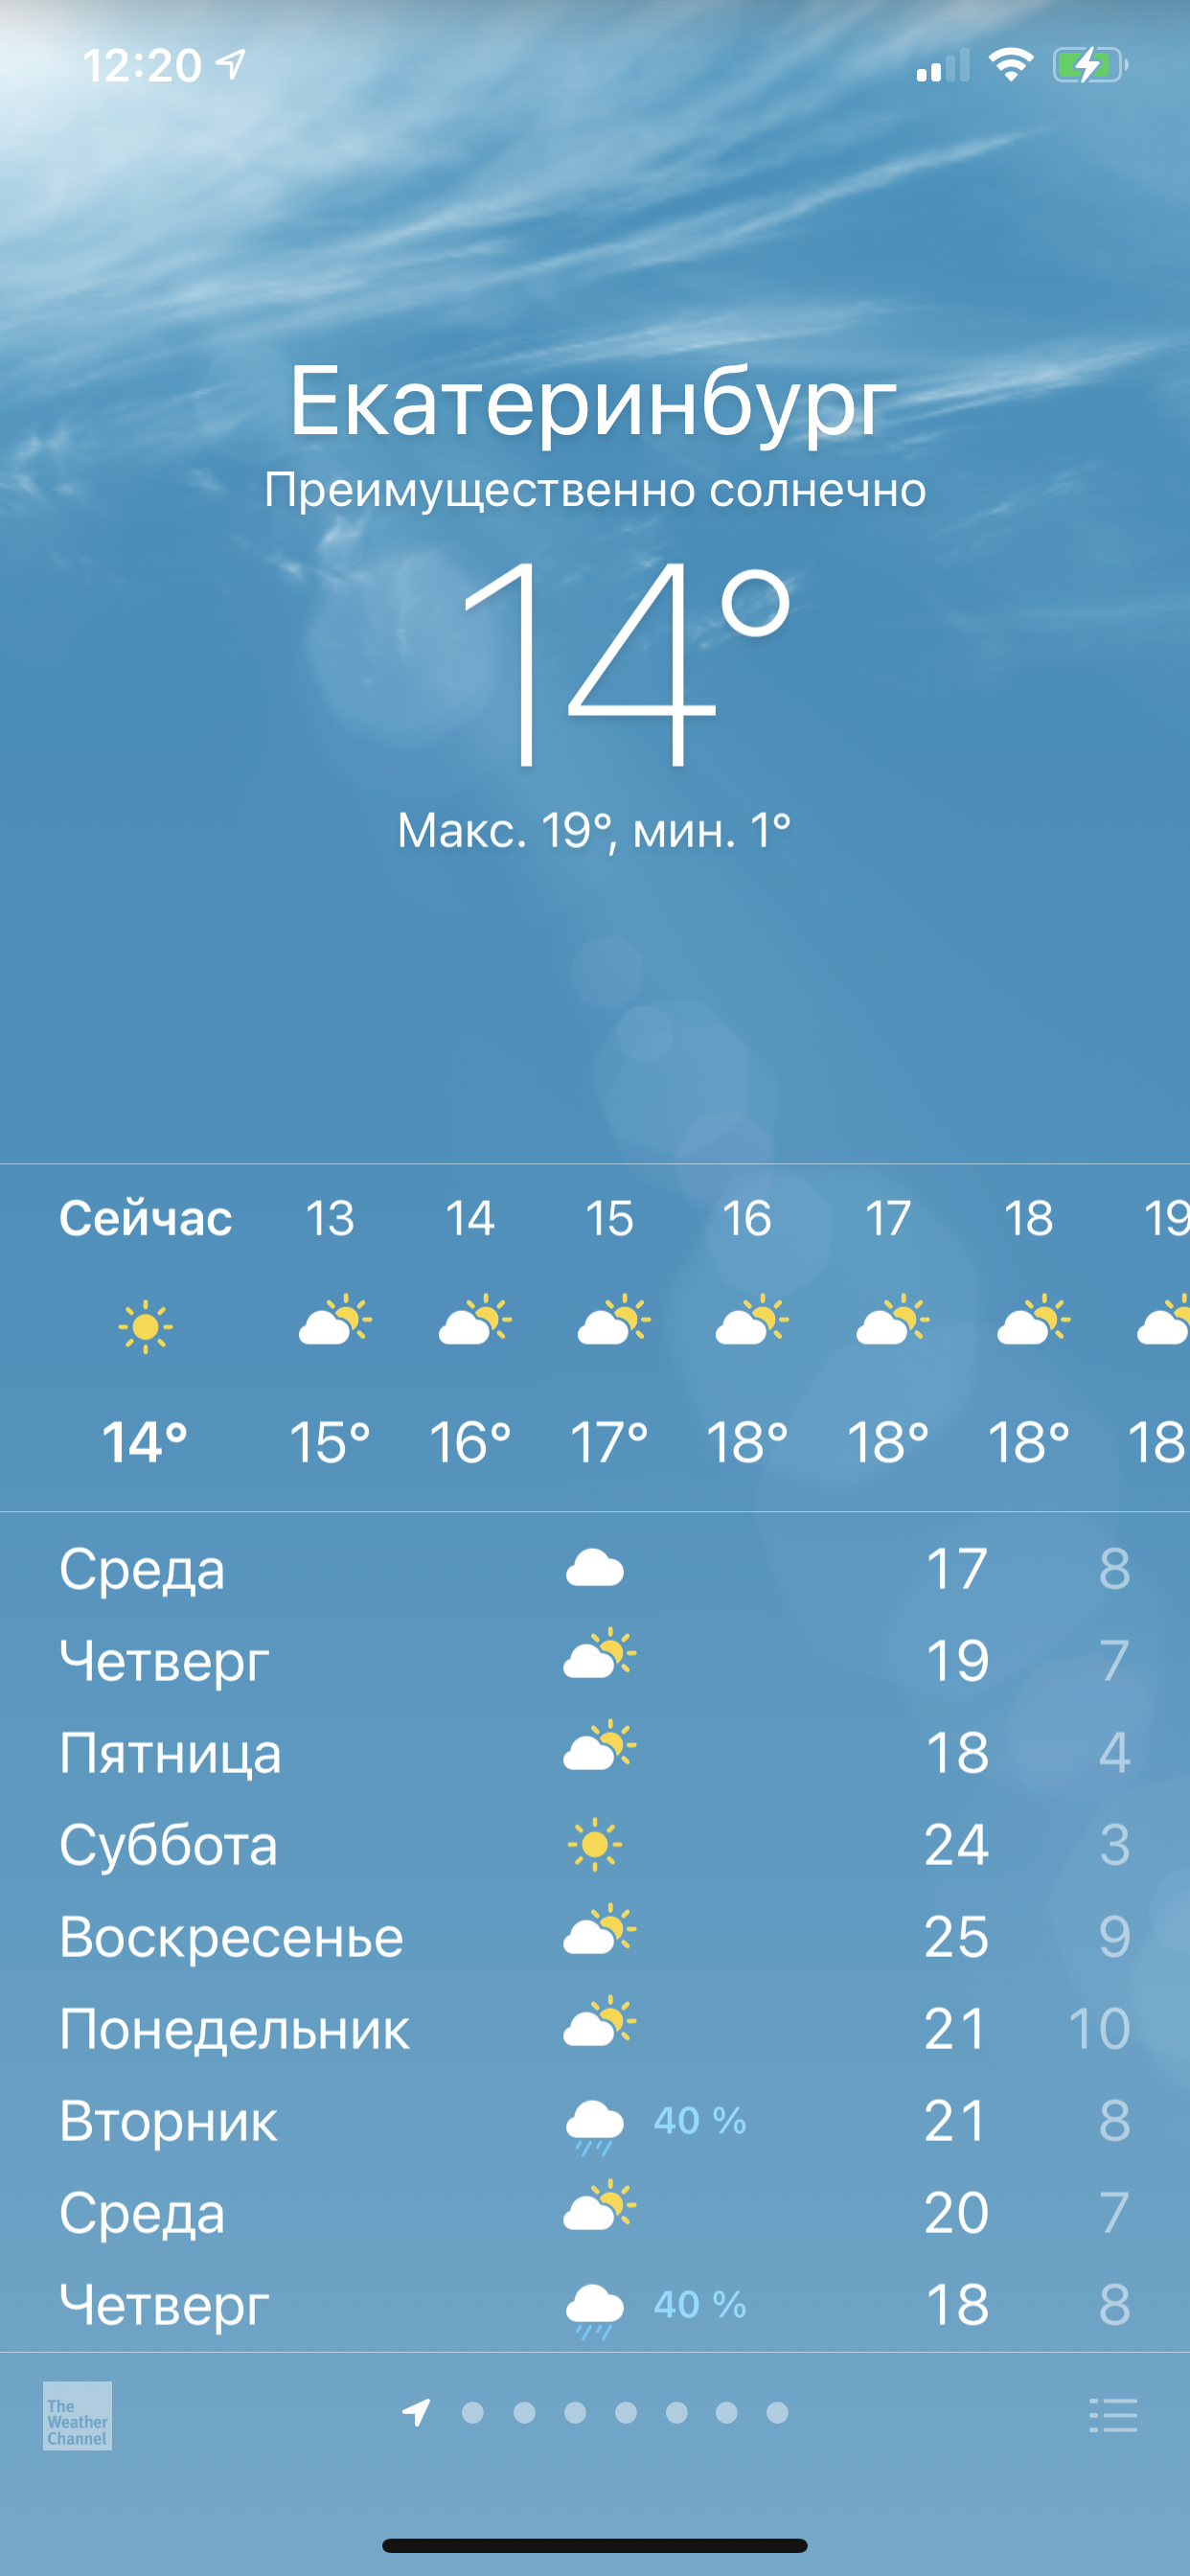 12:20
Екатеринбург
Преимущественно солнечно
14°
Макс. 19°, мин. 1°
Сейчас 13 14 15 16 17 18 19
14° 15° 16° 17° 18° 18° 18° 18
Среда 17 8
Четверг 19 7
Пятница 18 4
Суббота 24 3
Воскресенье 25 9
Понедельник 21 10
Вторник 40 % 21 8
Среда 20 7
Четверг 40 % 18 8
The
Weather
Channel